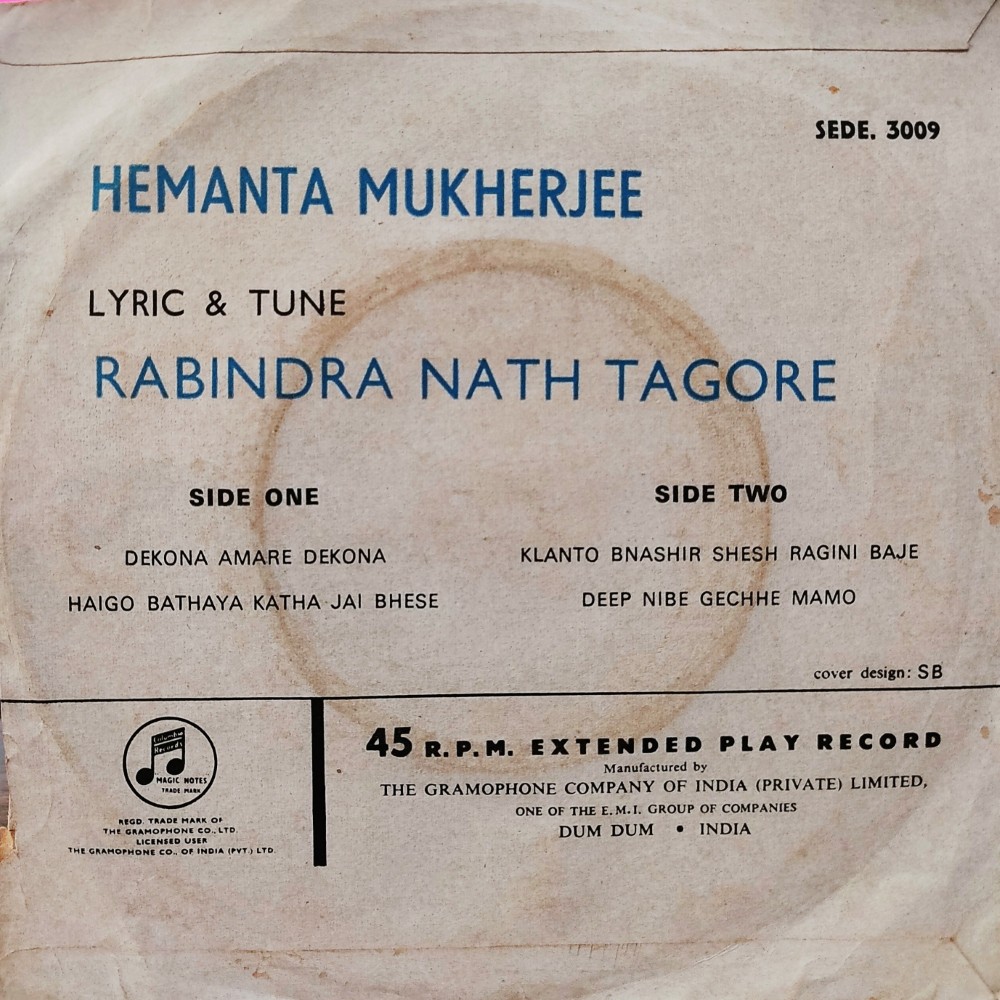 SEDE. 3009
HEMANTA MUKHERJEE
LYRIC & TUNE
RABINDRA NATH TAGORE
SIDE ONE
DEKONA AMARE DEKONA
HAIGO BATHAYA KATHA JAI BHESE
SIDE TWO
KLANTO BNASHIR SHESH RAGINI BAJE
DEEP NIBE GECHHE MAMO
cover design: SB
Columbia
Records
MAGIC NOTES
TRADE MARK
REGD. TRADE MARK OF
THE GRAMOPHONE CO., LTD.
LICENSED USER
THE GRAMOPHONE CO., OF INDIA (PVT.) LTD.
45 R.P.M. EXTENDED PLAY RECORD
Manufactured by
THE GRAMOPHONE COMPANY OF INDIA (PRIVATE) LIMITED,
ONE OF THE E.M.I. GROUP OF COMPANIES
DUM DUM • INDIA